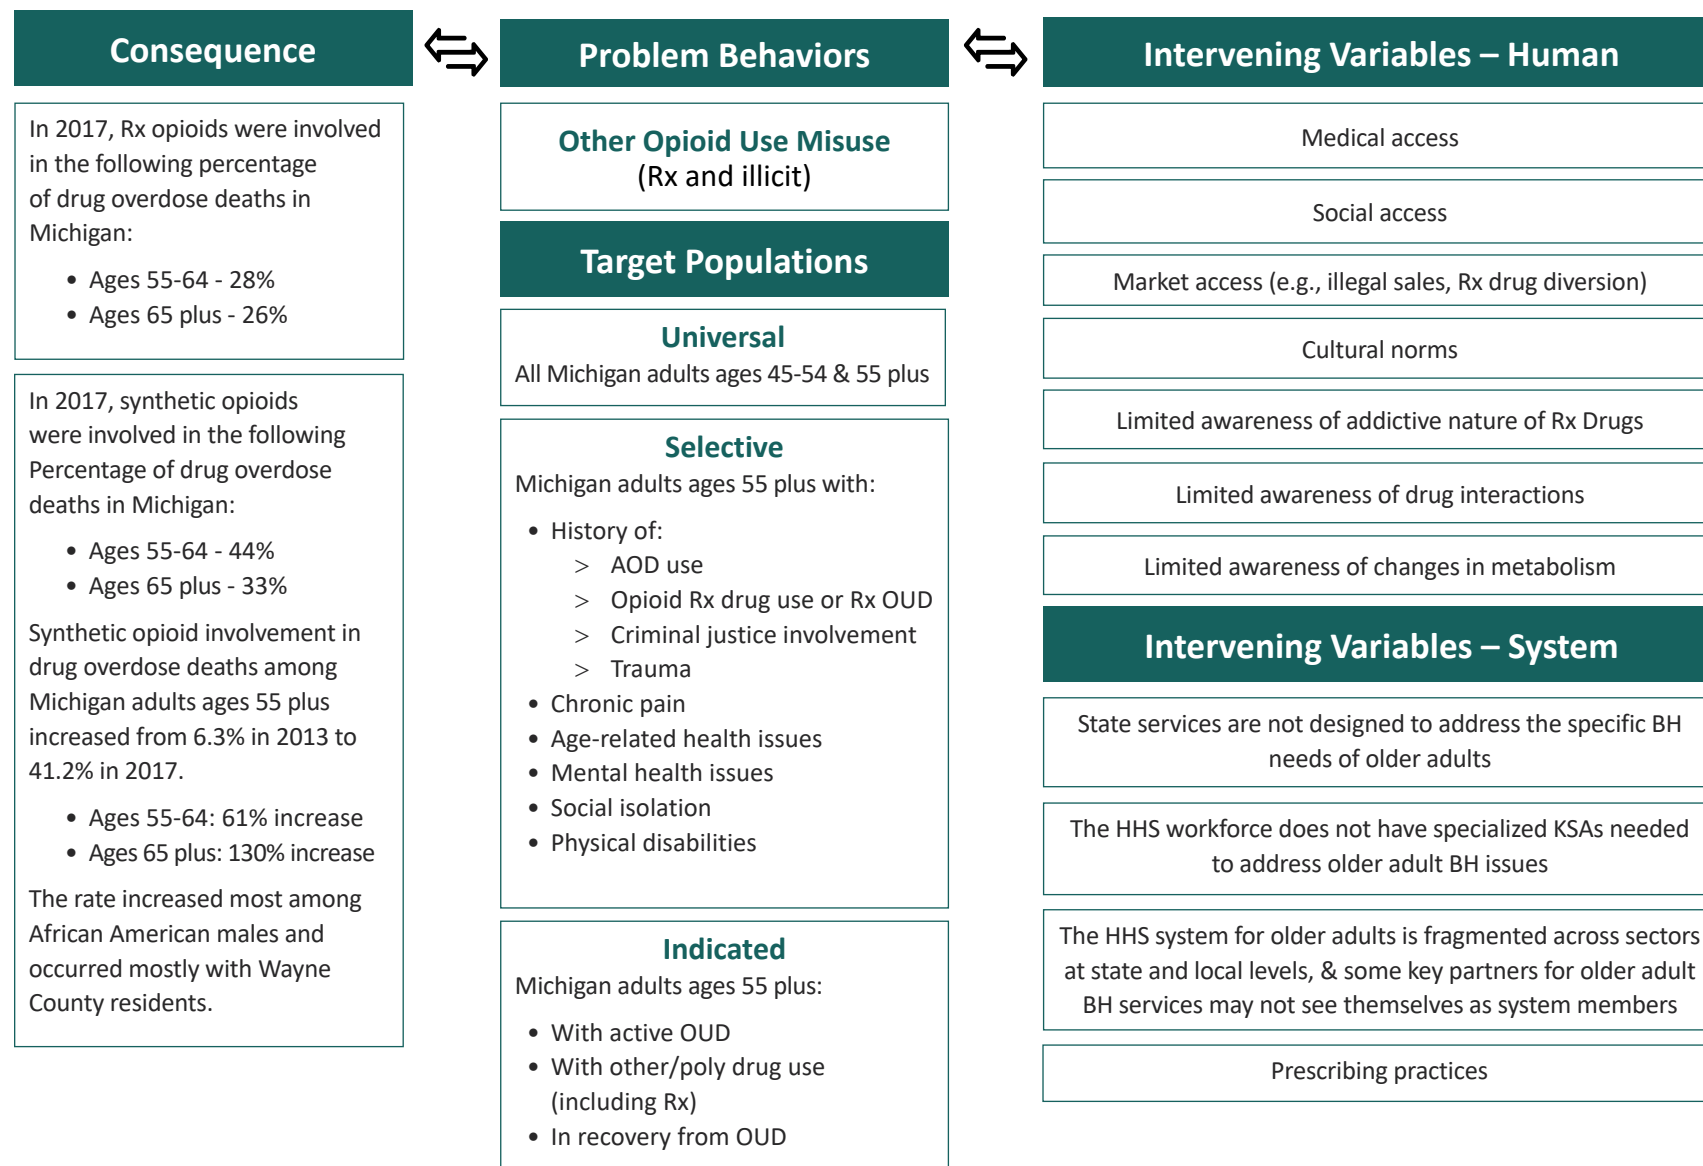 Consequence
In 2017, Rx opioids were involved
in the following percentage
of drug overdose deaths in
Michigan:
• Ages 55-64 - 28%
• Ages 65 plus - 26%
In 2017, synthetic opioids
were involved in the following
Percentage of drug overdose
deaths in Michigan:
• Ages 55-64 - 44%
• Ages 65 plus - 33%
Synthetic opioid involvement in
drug overdose deaths among
Michigan adults ages 55 plus
increased from 6.3% in 2013 to
41.2% in 2017.
• Ages 55-64: 61% increase
• Ages 65 plus: 130% increase
The rate increased most among
African American males and
occurred mostly with Wayne
County residents.
Problem Behaviors
Other Opioid Use Misuse
(Rx and illicit)
Target Populations
Universal
All Michigan adults ages 45-54 & 55 plus
Selective
Michigan adults ages 55 plus with:
• History of:
> AOD use
> Opioid Rx drug use or Rx OUD
> Criminal justice involvement
> Trauma
• Chronic pain
• Age-related health issues
• Mental health issues
• Social isolation
• Physical disabilities
Indicated
Michigan adults ages 55 plus:
• With active OUD
• With other/poly drug use
(including Rx)
• In recovery from OUD
Intervening Variables – Human
Medical access
Social access
Market access (e.g., illegal sales, Rx drug diversion)
Cultural norms
Limited awareness of addictive nature of Rx Drugs
Limited awareness of drug interactions
Limited awareness of changes in metabolism
Intervening Variables – System
State services are not designed to address the specific BH
needs of older adults
The HHS workforce does not have specialized KSAs needed
to address older adult BH issues
The HHS system for older adults is fragmented across sectors
at state and local levels, & some key partners for older adult
BH services may not see themselves as system members
Prescribing practices